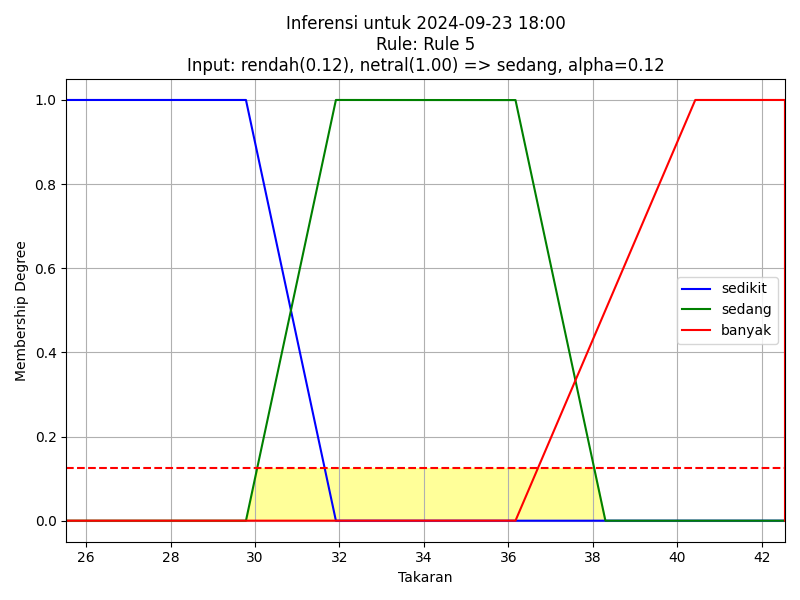 Inferensi untuk 2024-09-23 18:00
Rule: Rule 5
Input: rendah(0.12), netral(1.00) => sedang, alpha=0.12
1.0
0.8
0.6
0.4
0.2
0.0
Membership Degree
sedikit
sedang
banyak
26 28 30 32 34 36 38 40 42
Takaran